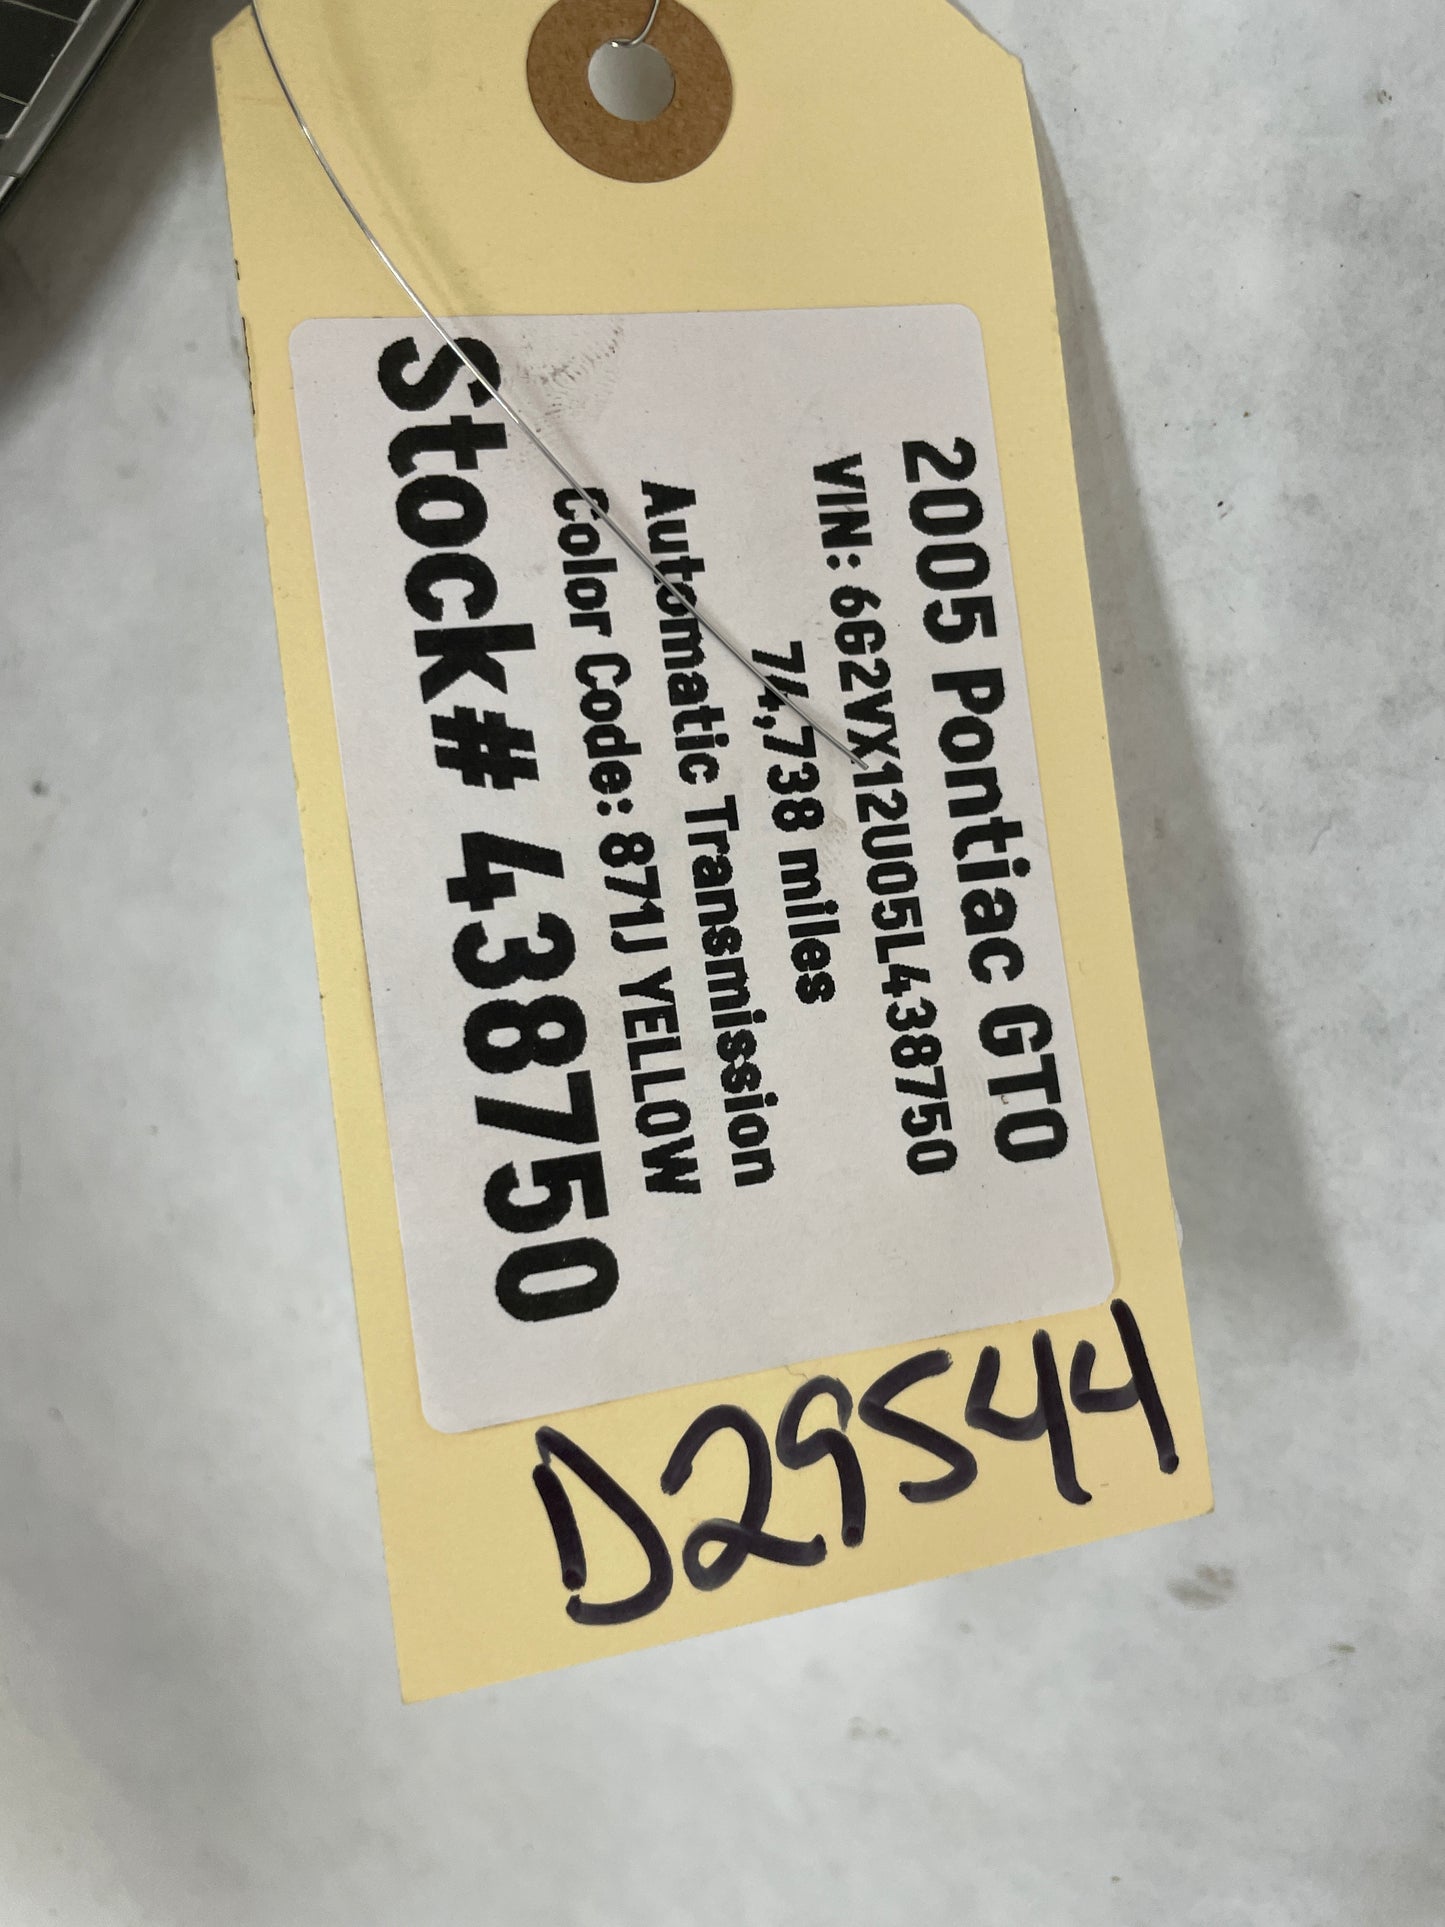 2005 Pontiac GTO
VIN: 6G2VX12U05L438750
74,738 miles
Automatic Transmission
Color Code: 871J YELLOW
Stock# 438750
D29544